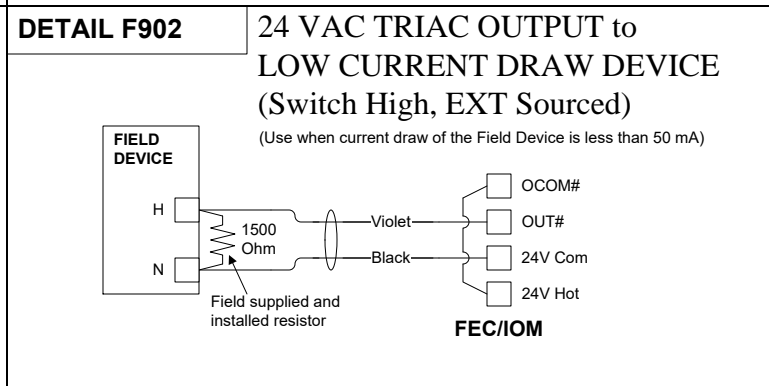 DETAIL F902
24 VAC TRIAC OUTPUT to
LOW CURRENT DRAW DEVICE
(Switch High, EXT Sourced)
(Use when current draw of the Field Device is less than 50 mA)
FIELD
DEVICE
H
N
1500
Ohm
Field supplied and
installed resistor
Violet
Black
OCOM#
OUT#
24V Com
24V Hot
FEC/IOM